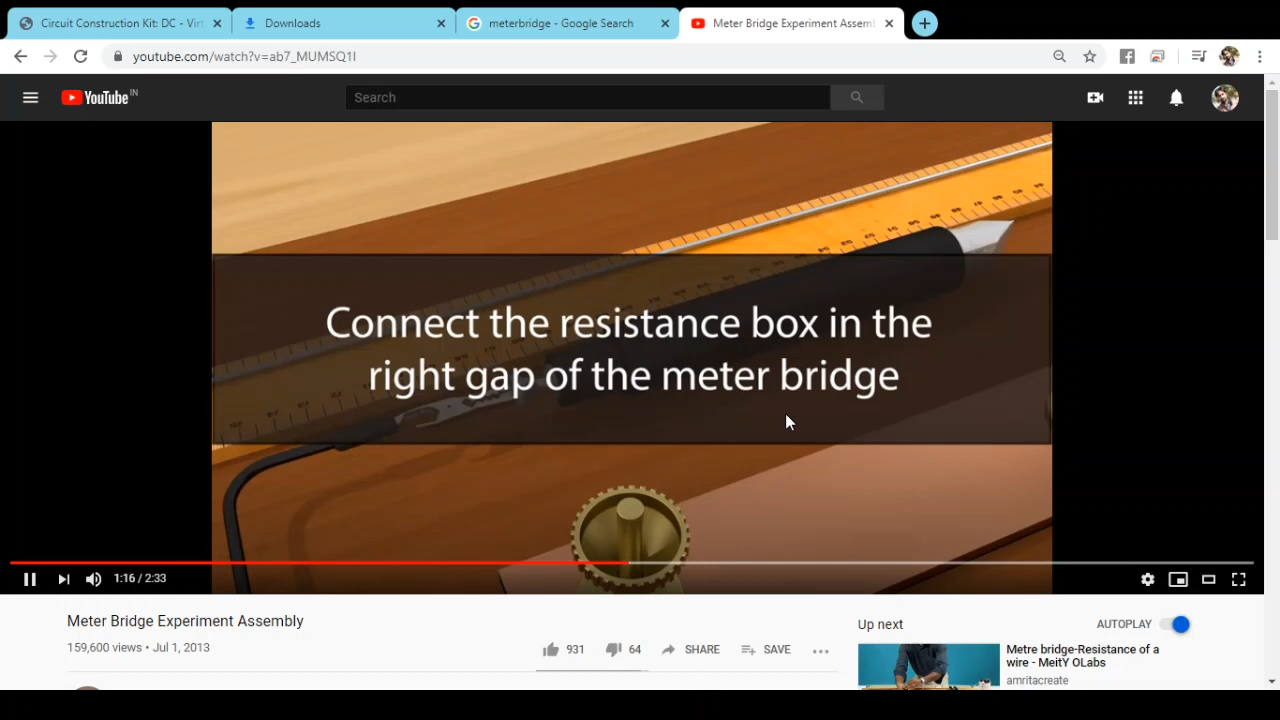 Circuit Construction Kit: DC - Virt
Downloads
meterbridge - Google Search
Meter Bridge Experiment Assemb
youtube.com/watch?v=ab7_MUMSQ1I
YouTube IN
Search
Connect the resistance box in the
right gap of the meter bridge
1:16 / 2:33
Meter Bridge Experiment Assembly
159,600 views • Jul 1, 2013
931
64
SHARE
SAVE
Up next
AUTOPLAY
Metre bridge-Resistance of a
wire - MeitY OLabs
amritacreate